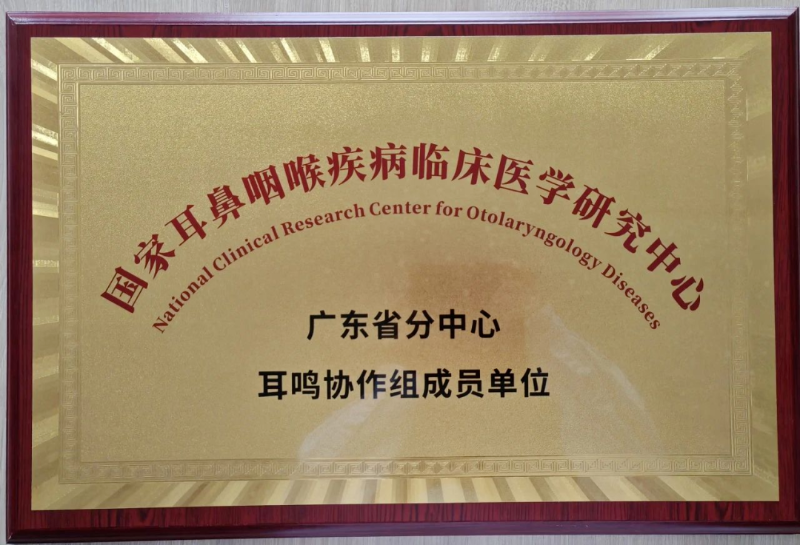 国家耳鼻咽喉疾病临床医学研究中心
National Clinical Research Center for Otolaryngology Diseases
广东省分中心
耳鸣协作组成员单位